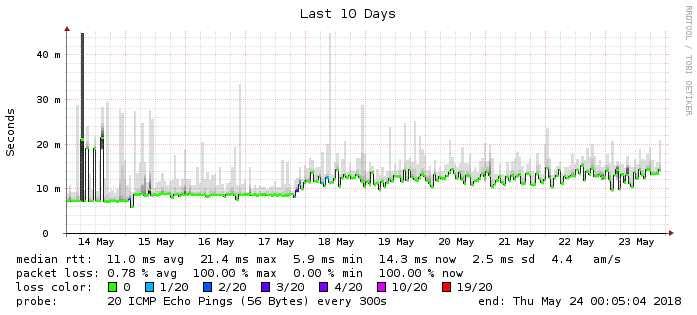 Last 10 Days
RRDTOOL / TOBI OETIKER
Seconds
40 m
30 m
20 m
10 m
0
14 May 15 May 16 May 17 May 18 May 19 May 20 May 21 May 22 May 23 May
median rtt: 11.0 ms avg 21.4 ms max 5.9 ms min 14.3 ms now 2.5 ms sd 4.4 am/s
packet loss: 0.78 % avg 100.00 % max 0.00 % min 100.00 % now
loss color: 0 1/20 2/20 3/20 4/20 10/20 19/20
probe: 20 ICMP Echo Pings (56 Bytes) every 300s end: Thu May 24 00:05:04 2018